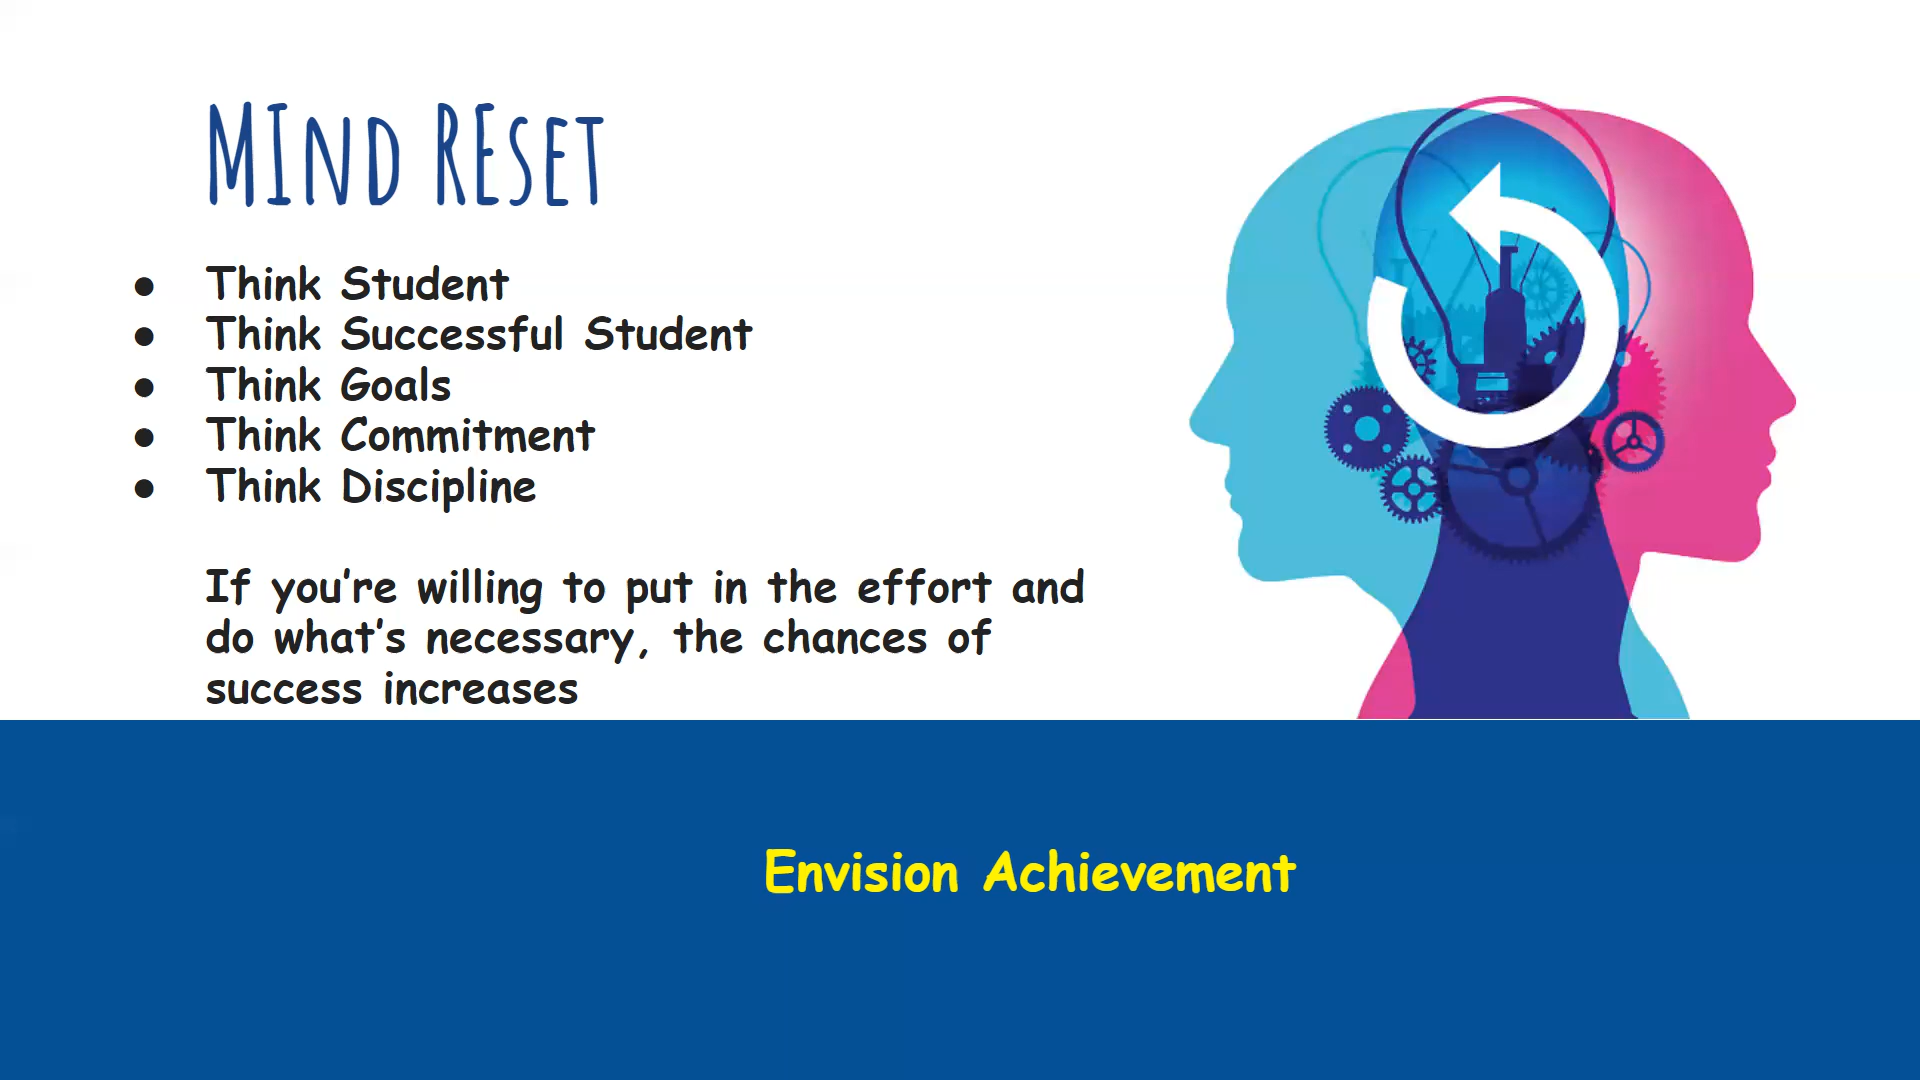 MInd REset
● Think Student
● Think Successful Student
● Think Goals
● Think Commitment
● Think Discipline
If you're willing to put in the effort and
do what's necessary, the chances of
success increases
Envision Achievement